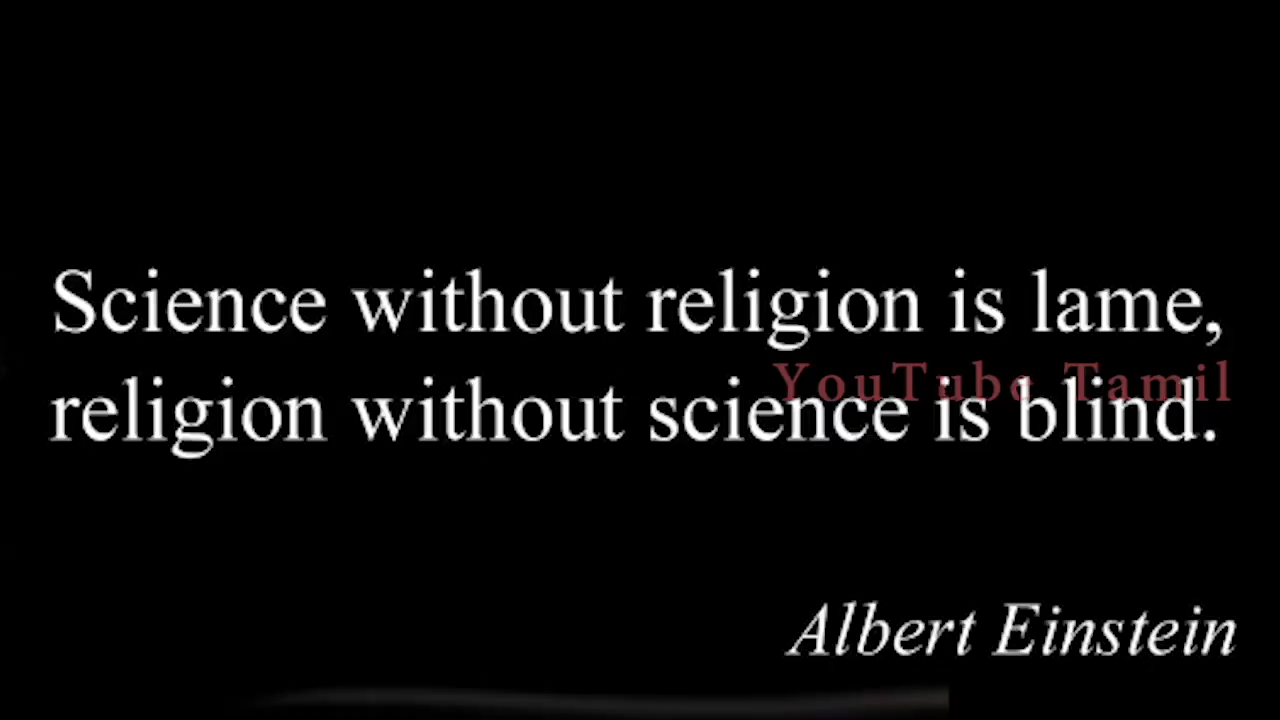 Science without religion is lame,
YouTube Tamil
religion without science is blind.
Albert Einstein